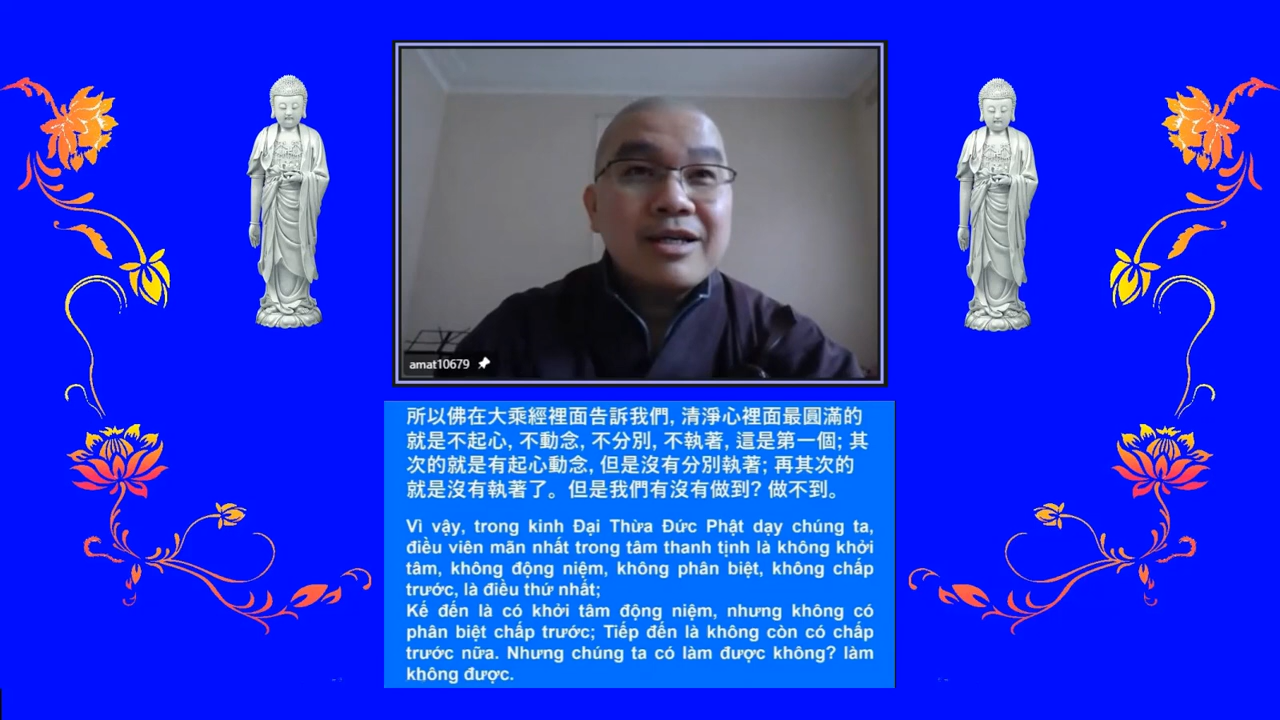 amat10679
所以佛在大乘經裡面告訴我們, 清淨心裡面最圓滿的
就是不起心, 不動念, 不分別, 不執著, 這是第一個; 其
次的就是有起心動念, 但是沒有分別執著; 再其次的
就是沒有執著了。但是我們有沒有做到? 做不到。
Vì vậy, trong kinh Đại Thừa Đức Phật dạy chúng ta,
điều viên mãn nhất trong tâm thanh tịnh là không khởi
tâm, không động niệm, không phân biệt, không chấp
trước, là điều thứ nhất;
Kế đến là có khởi tâm động niệm, nhưng không có
phân biệt chấp trước; Tiếp đến là không còn có chấp
trước nữa. Nhưng chúng ta có làm được không? làm
không được.